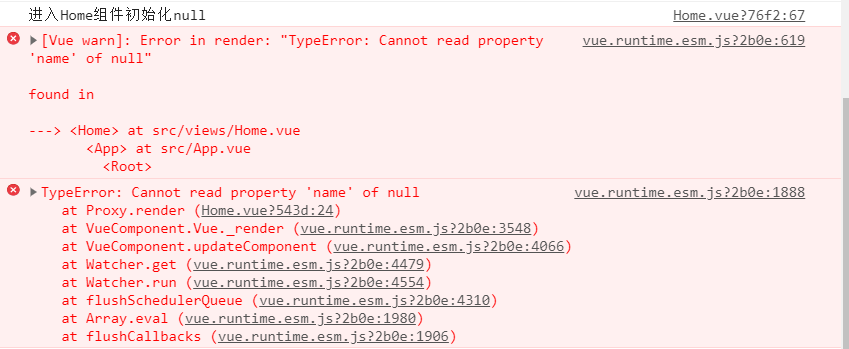 进入Home组件初始化null Home.vue?76f2:67
[Vue warn]: Error in render: "TypeError: Cannot read property vue.runtime.esm.js?2b0e:619
'name' of null"
found in
---> <Home> at src/views/Home.vue
<App> at src/App.vue
<Root>
TypeError: Cannot read property 'name' of null vue.runtime.esm.js?2b0e:1888
at Proxy.render (Home.vue?543d:24)
at VueComponent.Vue._render (vue.runtime.esm.js?2b0e:3548)
at VueComponent.updateComponent (vue.runtime.esm.js?2b0e:4066)
at Watcher.get (vue.runtime.esm.js?2b0e:4479)
at Watcher.run (vue.runtime.esm.js?2b0e:4554)
at flushSchedulerQueue (vue.runtime.esm.js?2b0e:4310)
at Array.eval (vue.runtime.esm.js?2b0e:1980)
at flushCallbacks (vue.runtime.esm.js?2b0e:1906)